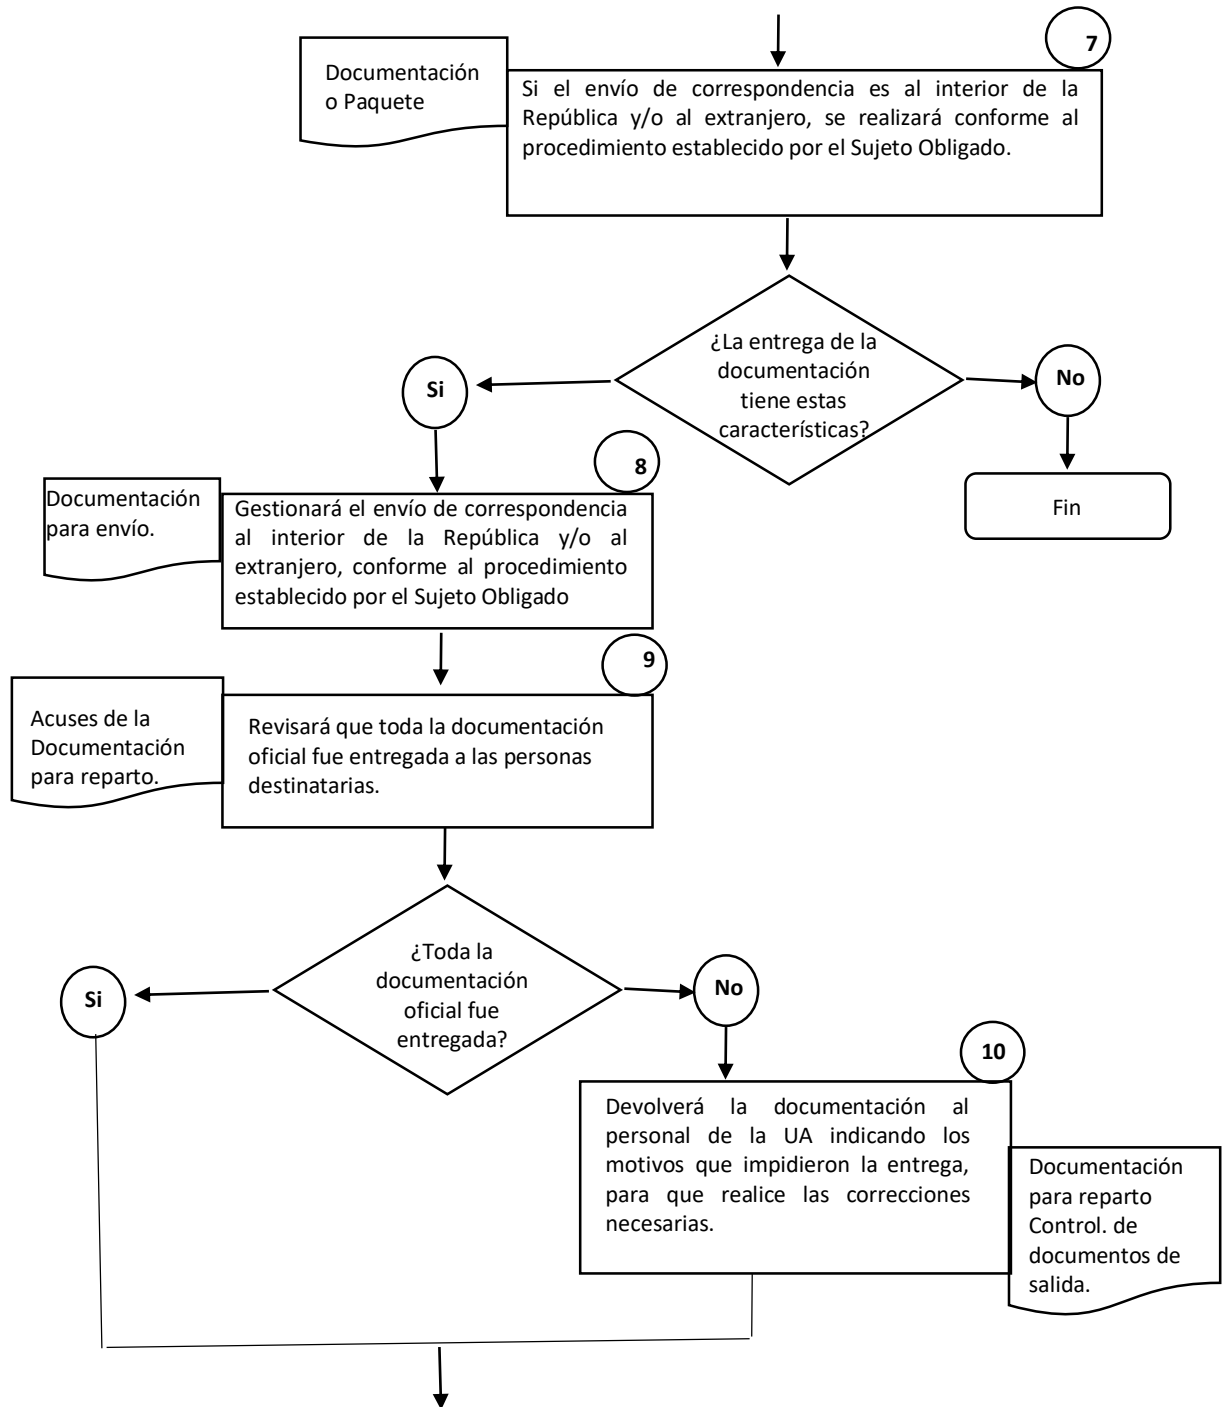 7
Documentación
o Paquete
Si el envío de correspondencia es al interior de la
República y/o al extranjero, se realizará conforme al
procedimiento establecido por el Sujeto Obligado.
¿La entrega de la
documentación
tiene estas
características?
Si
No
Fin
8
Documentación
para envío.
Gestionará el envío de correspondencia
al interior de la República y/o al
extranjero, conforme al procedimiento
establecido por el Sujeto Obligado
9
Acuses de la
Documentación
para reparto.
Revisará que toda la documentación
oficial fue entregada a las personas
destinatarias.
¿Toda la
documentación
oficial fue
entregada?
Si
No
10
Devolverá la documentación al
personal de la UA indicando los
motivos que impidieron la entrega,
para que realice las correcciones
necesarias.
Documentación
para reparto
Control. de
documentos de
salida.